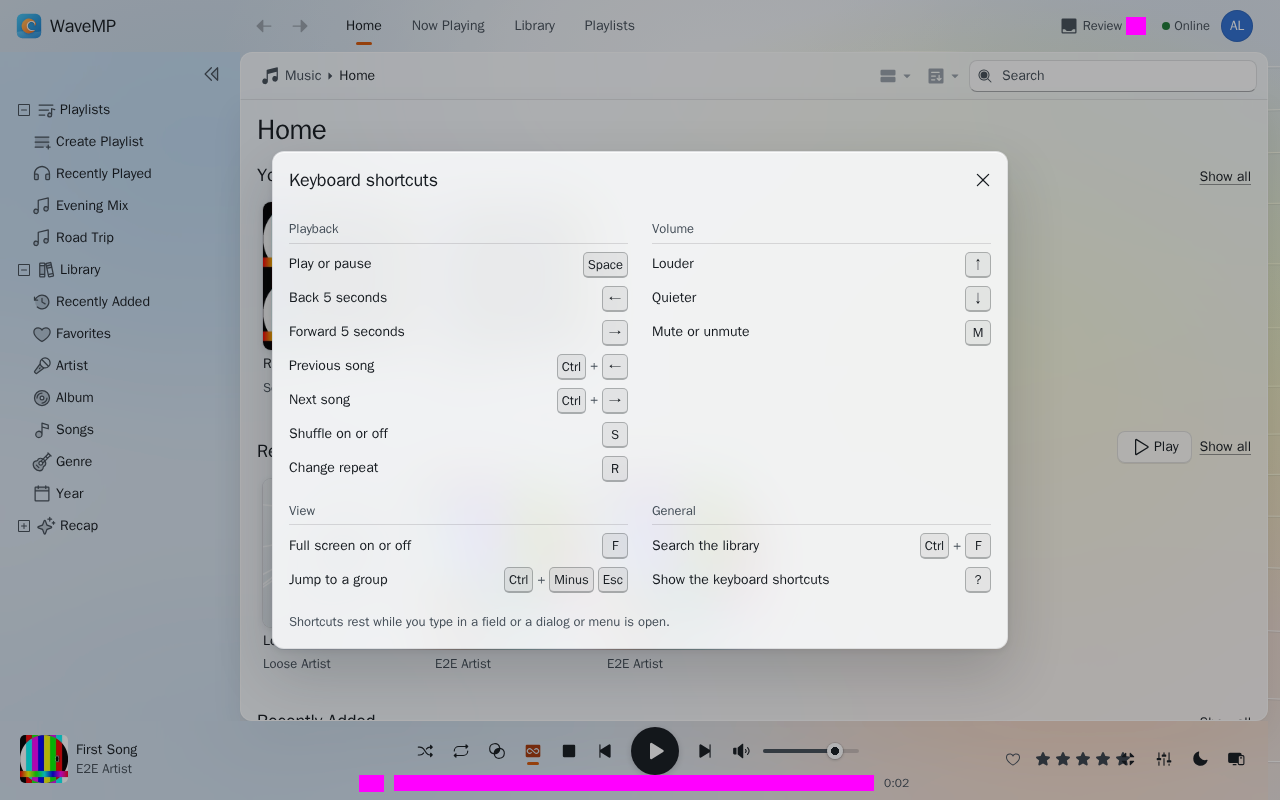 WaveMP
Home
Now Playing
Library
Playlists
Review
Online
AL
Music
Home
Search
Home
Show all
Playlists
Create Playlist
Recently Played
Evening Mix
Road Trip
Library
Recently Added
Favorites
Artist
Album
Songs
Genre
Year
Recap
Keyboard shortcuts
Playback
Play or pause Space
Back 5 seconds ←
Forward 5 seconds →
Previous song Ctrl + ←
Next song Ctrl + →
Shuffle on or off S
Change repeat R
Volume
Louder ↑
Quieter ↓
Mute or unmute M
View
Full screen on or off F
Jump to a group Ctrl + Minus Esc
General
Search the library Ctrl + F
Show the keyboard shortcuts ?
Shortcuts rest while you type in a field or a dialog or menu is open.
Play
Show all
Loose Artist
E2E Artist
E2E Artist
Recently Added
Show all
First Song
E2E Artist
0:02